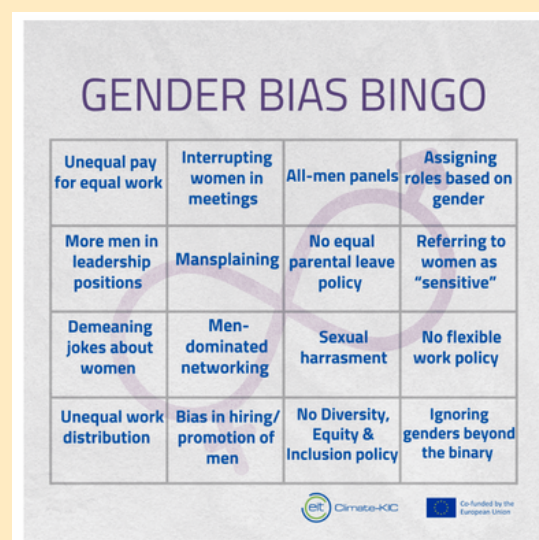 GENDER BIAS BINGO
Unequal pay
for equal work
Interrupting
women in
meetings
All-men panels
Assigning
roles based on
gender
More men in
leadership
positions
Mansplaining
No equal
parental leave
policy
Referring to
women as
“sensitive”
Demeaning
jokes about
women
Men-
dominated
networking
Sexual
harrasment
No flexible
work policy
Unequal work
distribution
Bias in hiring/
promotion of
men
No Diversity,
Equity &
Inclusion policy
Ignoring
genders beyond
the binary
eit Climate-KIC
Co-funded by the
European Union